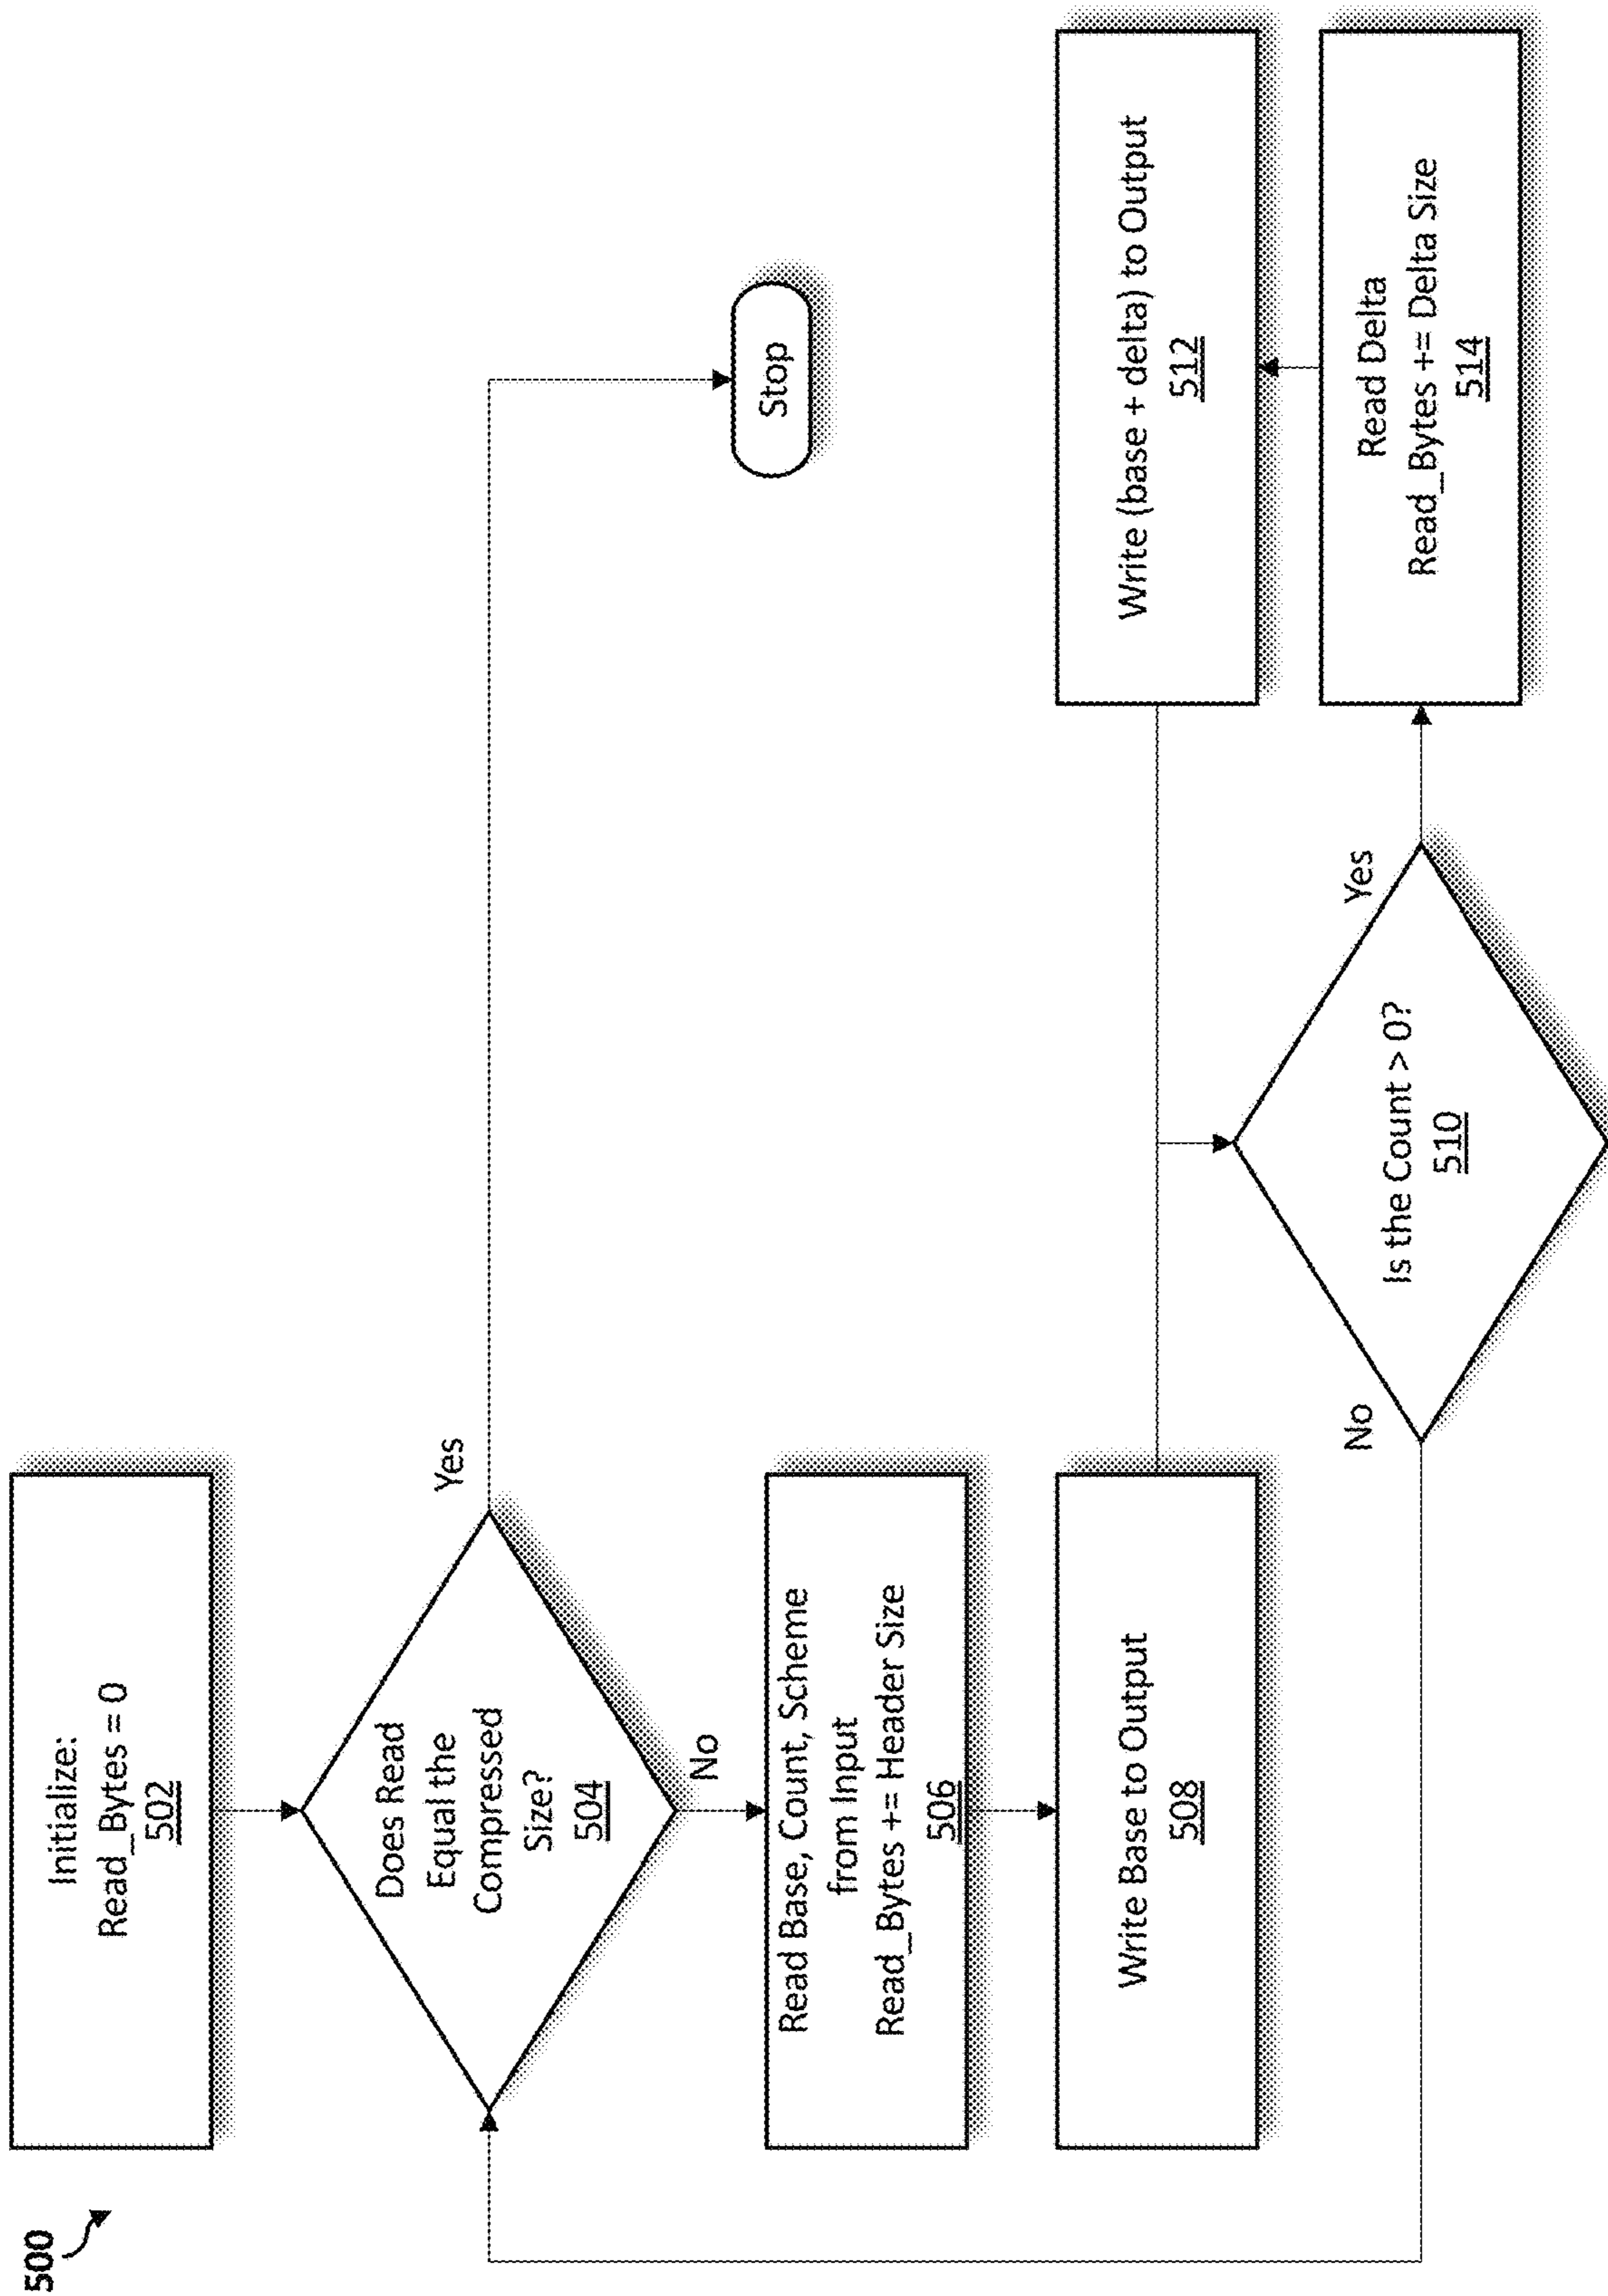 500
Initialize:
Read_Bytes = 0
502
Does Read
Equal the
Compressed
Size?
504
Yes
No
Stop
Read Base, Count, Scheme
from Input
Read_Bytes += Header Size
506
Write Base to Output
508
Is the Count > 0?
510
No
Yes
Write (base + delta) to Output
512
Read Delta
Read_Bytes += Delta Size
514